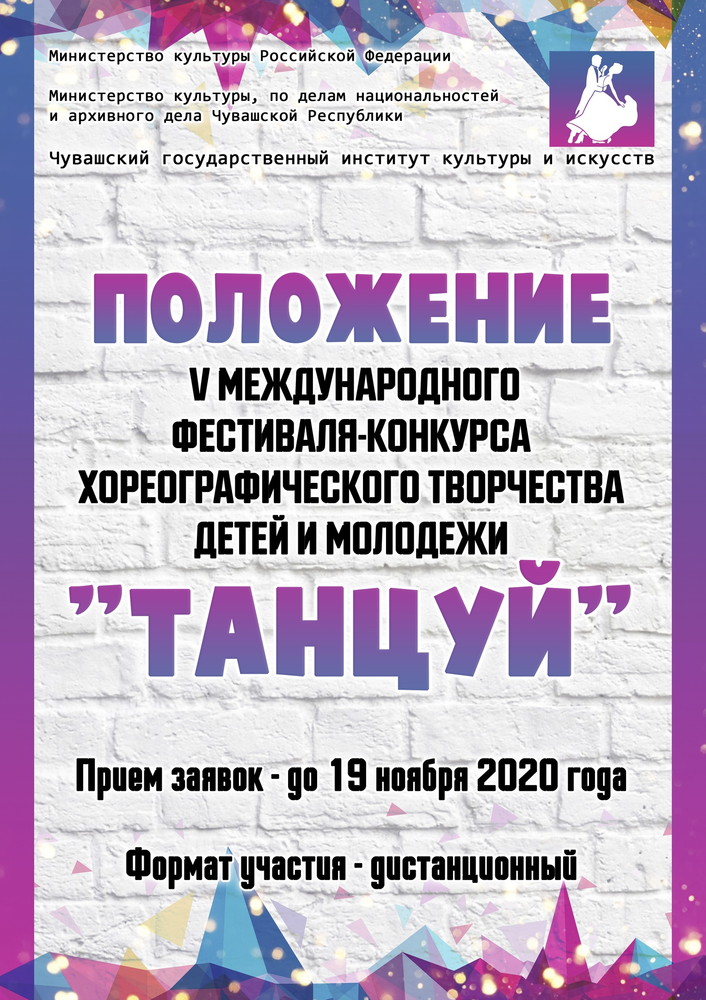 Министерство культуры Российской Федерации
Министерство культуры, по делам национальностей
и архивного дела Чувашской Республики
Чувашский государственный институт культуры и искусств
ПОЛОЖЕНИЕ
V МЕЖДУНАРОДНОГО
ФЕСТИВАЛЯ-КОНКУРСА
ХОРЕОГРАФИЧЕСКОГО ТВОРЧЕСТВА
ДЕТЕЙ И МОЛОДЕЖИ
”ТАНЦУЙ”
Прием заявок - до 19 ноября 2020 года
Формат участия - дистанционный